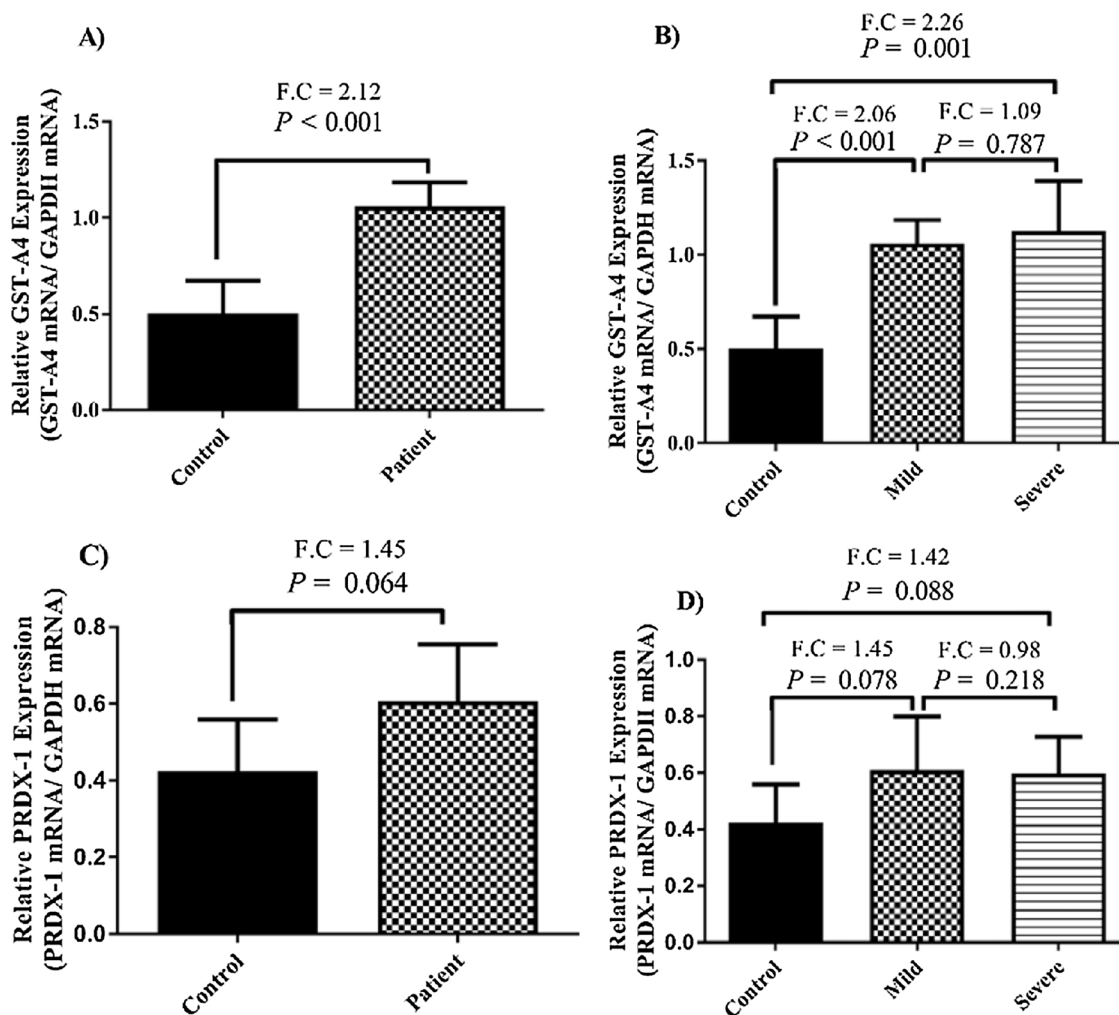 A)
F.C = 2.12
P < 0.001
Relative GST-A4 Expression
(GST-A4 mRNA/ GAPDH mRNA)
1.5
1.0
0.5
0.0
Control
Patient
B)
F.C = 2.26
P = 0.001
F.C = 2.06
P < 0.001
F.C = 1.09
P = 0.787
Relative GST-A4 Expression
(GST-A4 mRNA/ GAPDH mRNA)
1.5
1.0
0.5
0.0
Control
Mild
Severe
C)
F.C = 1.45
P = 0.064
Relative PRDX-1 Expression
(PRDX-1 mRNA/ GAPDH mRNA)
0.8
0.6
0.4
0.2
0.0
Control
Patient
D)
F.C = 1.42
P = 0.088
F.C = 1.45
P = 0.078
F.C = 0.98
P = 0.218
Relative PRDX-1 Expression
(PRDX-1 mRNA/ GAPDH mRNA)
1.0
0.8
0.6
0.4
0.2
0.0
Control
Mild
Severe